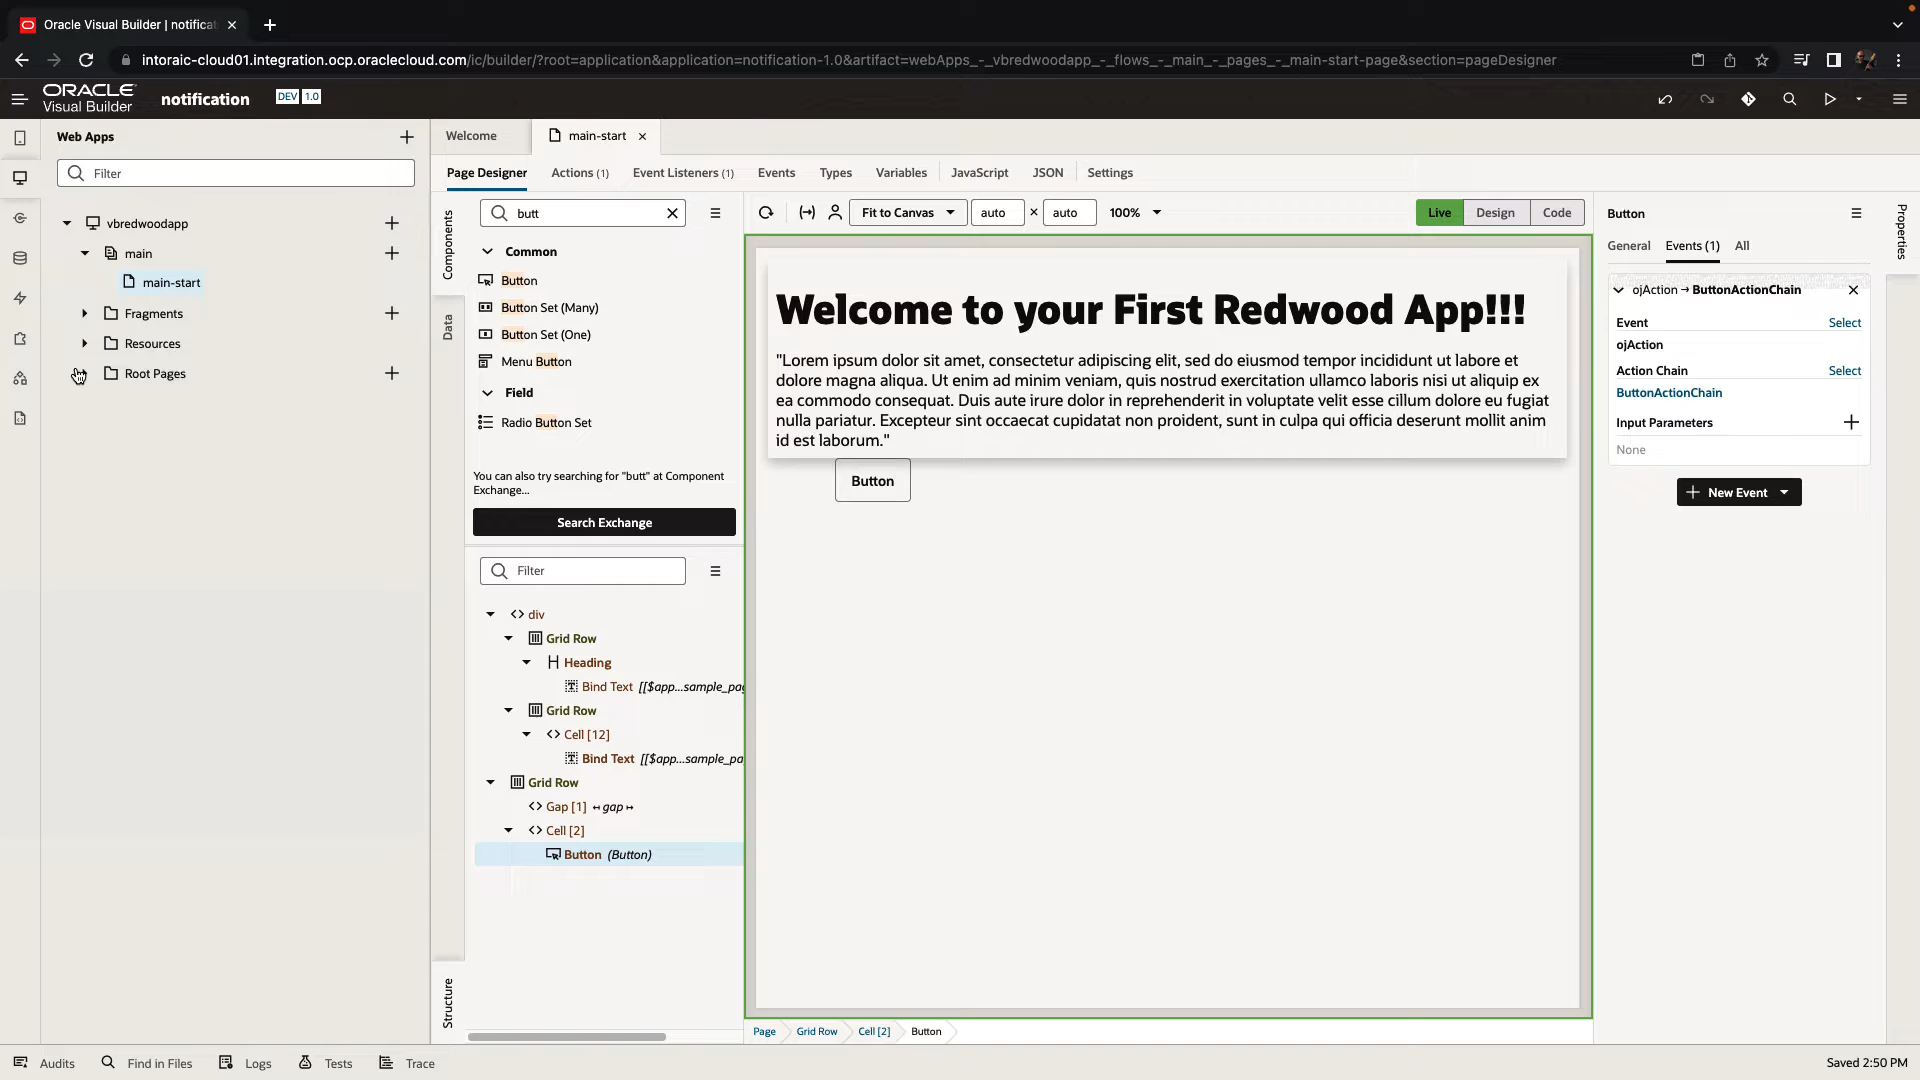 Oracle Visual Builder | notificat
intoraic-cloud01.integration.ocp.oraclecloud.com/ic/builder/?root=application&application=notification-1.0&artifact=webApps_-_vbredwoodapp_-_flows_-_main_-_pages_-_main-start-page&section=pageDesigner
ORACLE
Visual Builder
notification
DEV 1.0
Web Apps
Filter
vbredwoodapp
main
main-start
Fragments
Resources
Root Pages
Welcome
main-start
Page Designer
Actions (1)
Event Listeners (1)
Events
Types
Variables
JavaScript
JSON
Settings
Components
Data
Structure
butt
Common
Button
Button Set (Many)
Button Set (One)
Menu Button
Field
Radio Button Set
You can also try searching for "butt" at Component
Exchange...
Search Exchange
Filter
div
Grid Row
Heading
Bind Text [[$app...sample_pag
Grid Row
Cell [12]
Bind Text [[$app...sample_pa
Grid Row
Gap [1] ↤ gap ↦
Cell [2]
Button (Button)
Fit to Canvas
auto × auto
100%
Live
Design
Code
Welcome to your First Redwood App!!!
"Lorem ipsum dolor sit amet, consectetur adipiscing elit, sed do eiusmod tempor incididunt ut labore et
dolore magna aliqua. Ut enim ad minim veniam, quis nostrud exercitation ullamco laboris nisi ut aliquip ex
ea commodo consequat. Duis aute irure dolor in reprehenderit in voluptate velit esse cillum dolore eu fugiat
nulla pariatur. Excepteur sint occaecat cupidatat non proident, sunt in culpa qui officia deserunt mollit anim
id est laborum."
Button
Page
Grid Row
Cell [2]
Button
Button
Properties
General
Events (1)
All
ojAction → ButtonActionChain
Event
Select
ojAction
Action Chain
Select
ButtonActionChain
Input Parameters
None
New Event
Audits
Find in Files
Logs
Tests
Trace
Saved 2:50 PM